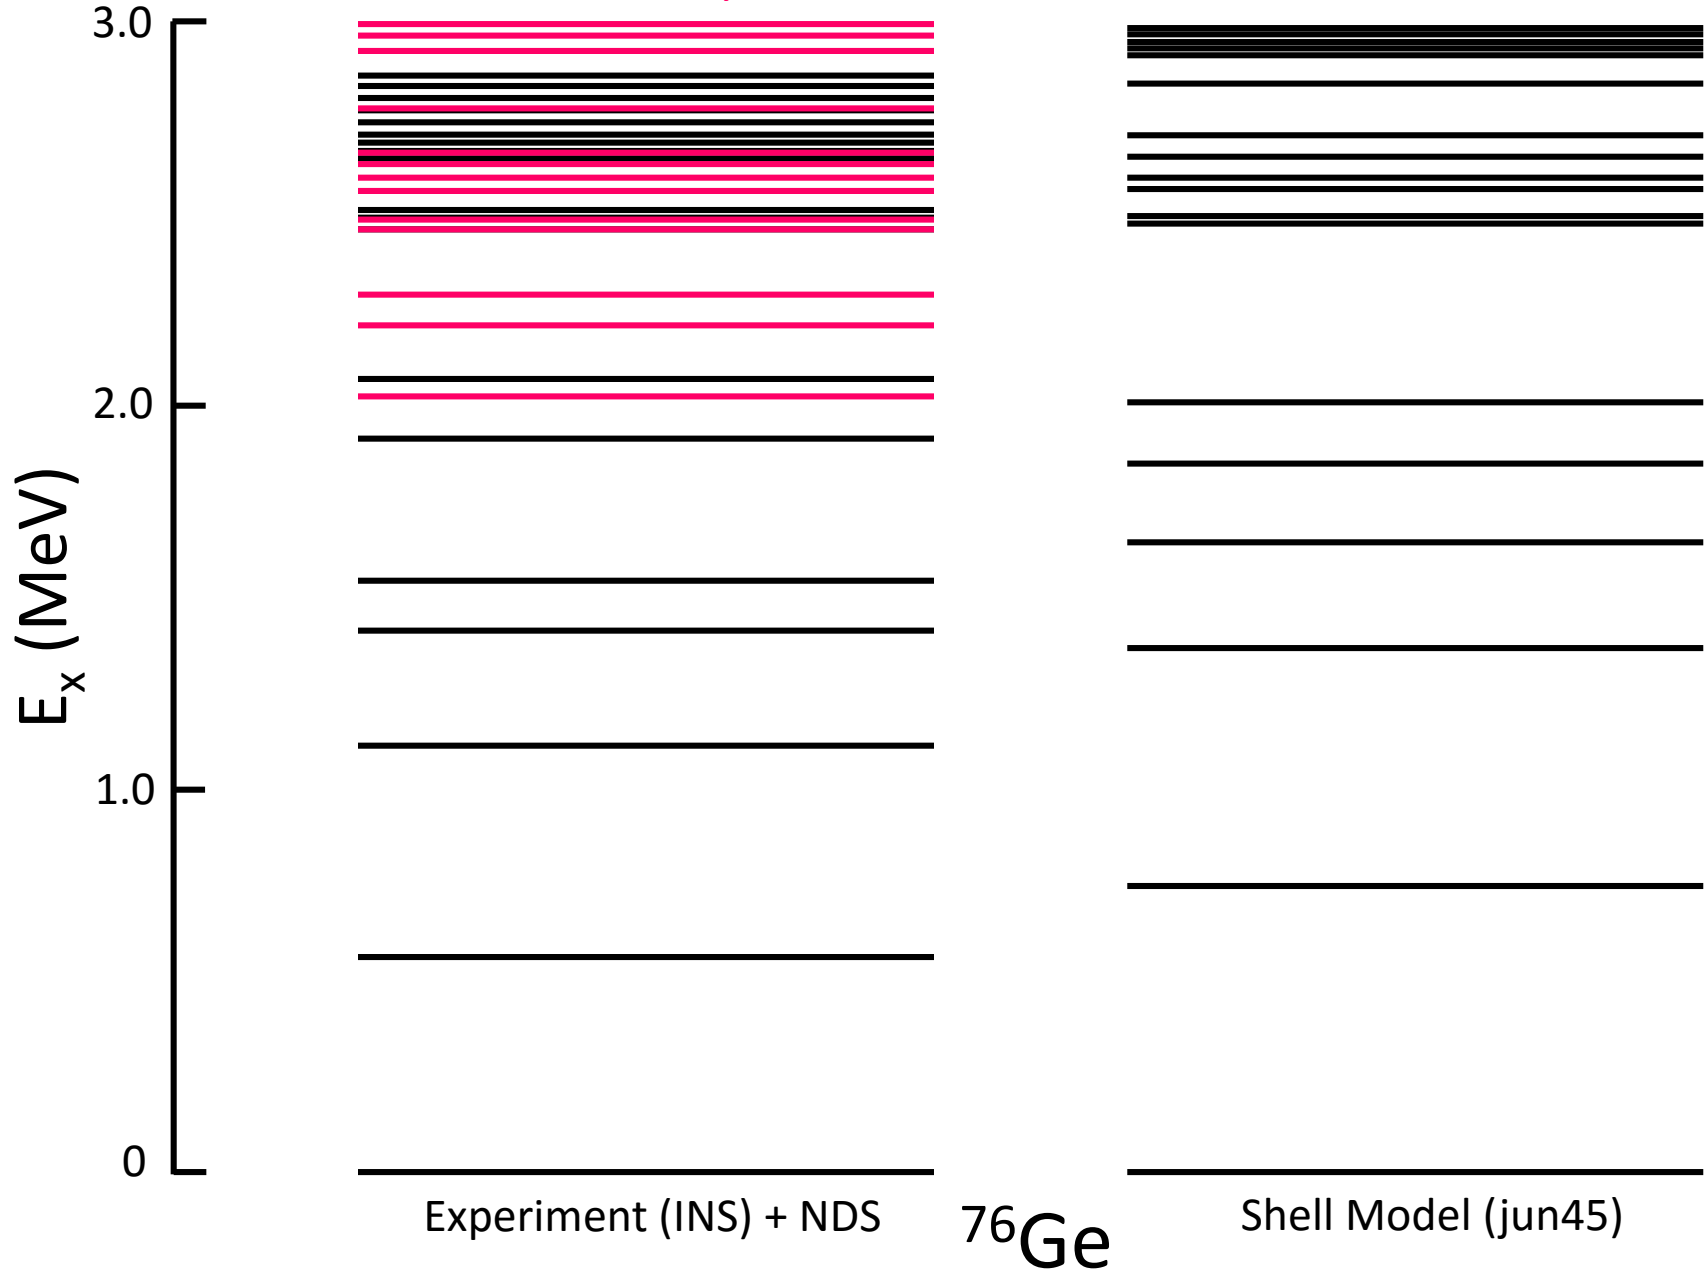 3.0
2.0
1.0
0
Eₓ (MeV)
Experiment (INS) + NDS
⁷⁶Ge
Shell Model (jun45)